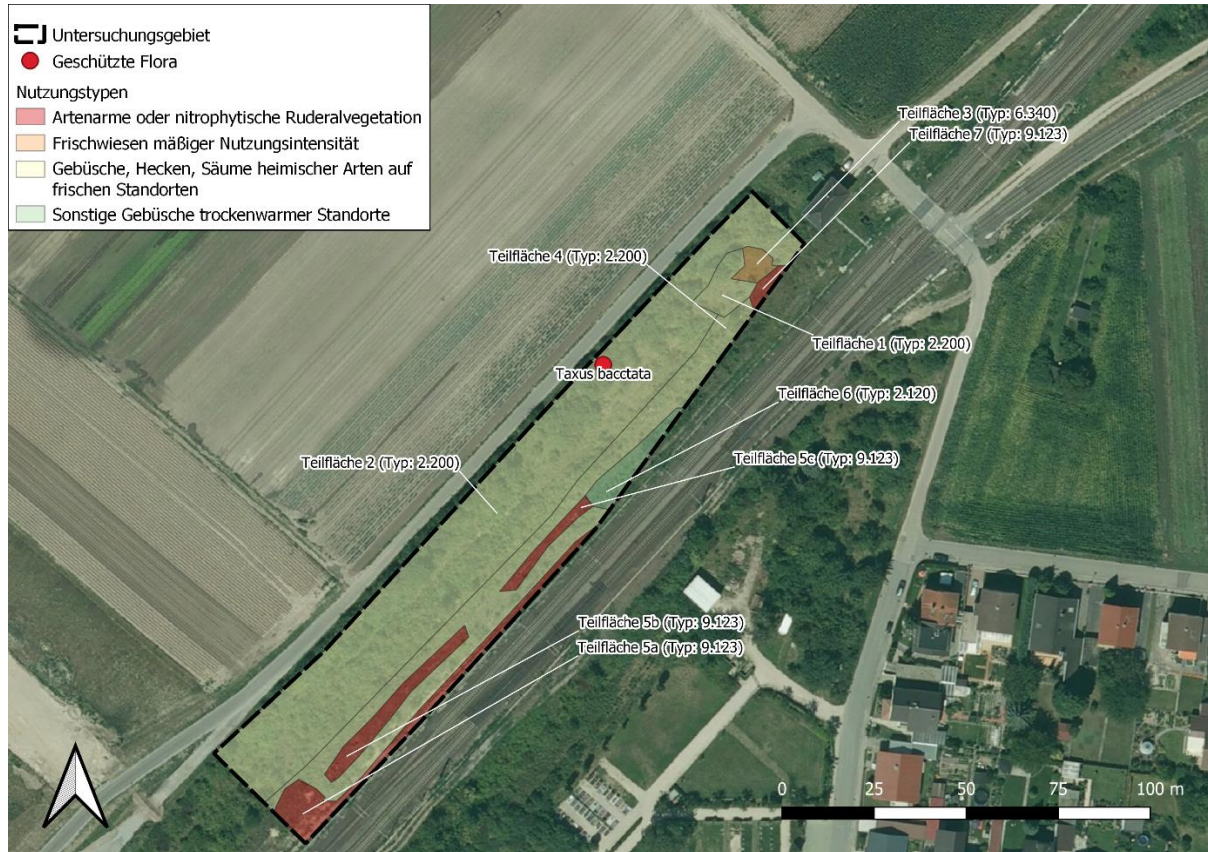 Untersuchungsgebiet
Geschützte Flora
Nutzungstypen
Artenarme oder nitrophytische Ruderalvegetation
Frischwiesen mäßiger Nutzungsintensität
Gebüsche, Hecken, Säume heimischer Arten auf
frischen Standorten
Sonstige Gebüsche trockenwarmer Standorte
Teilfläche 3 (Typ: 6.340)
Teilfläche 7 (Typ: 9.123)
Teilfläche 4 (Typ: 2.200)
Teilfläche 1 (Typ: 2.200)
Taxus bacctata
Teilfläche 6 (Typ: 2.120)
Teilfläche 5c (Typ: 9.123)
Teilfläche 2 (Typ: 2.200)
Teilfläche 5b (Typ: 9.123)
Teilfläche 5a (Typ: 9.123)
0 25 50 75 100 m